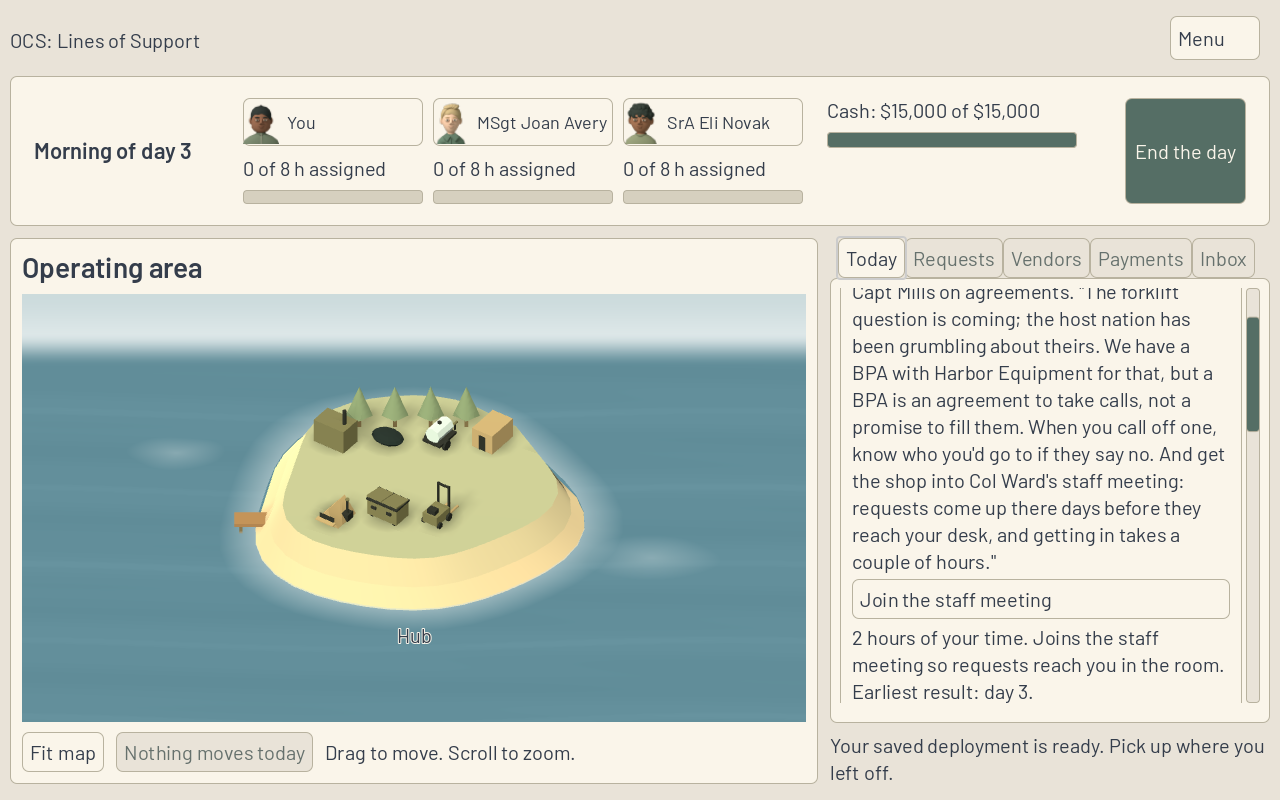 OCS: Lines of Support
Menu
Morning of day 3
You
0 of 8 h assigned
MSgt Joan Avery
0 of 8 h assigned
SrA Eli Novak
0 of 8 h assigned
Cash: $15,000 of $15,000
End the day
Operating area
Hub
Fit map
Nothing moves today
Drag to move. Scroll to zoom.
Today
Requests
Vendors
Payments
Inbox
Capt Mills on agreements. "The forklift
question is coming; the host nation has
been grumbling about theirs. We have a
BPA with Harbor Equipment for that, but a
BPA is an agreement to take calls, not a
promise to fill them. When you call off one,
know who you'd go to if they say no. And get
the shop into Col Ward's staff meeting:
requests come up there days before they
reach your desk, and getting in takes a
couple of hours."
Join the staff meeting
2 hours of your time. Joins the staff
meeting so requests reach you in the room.
Earliest result: day 3.
Your saved deployment is ready. Pick up where you
left off.